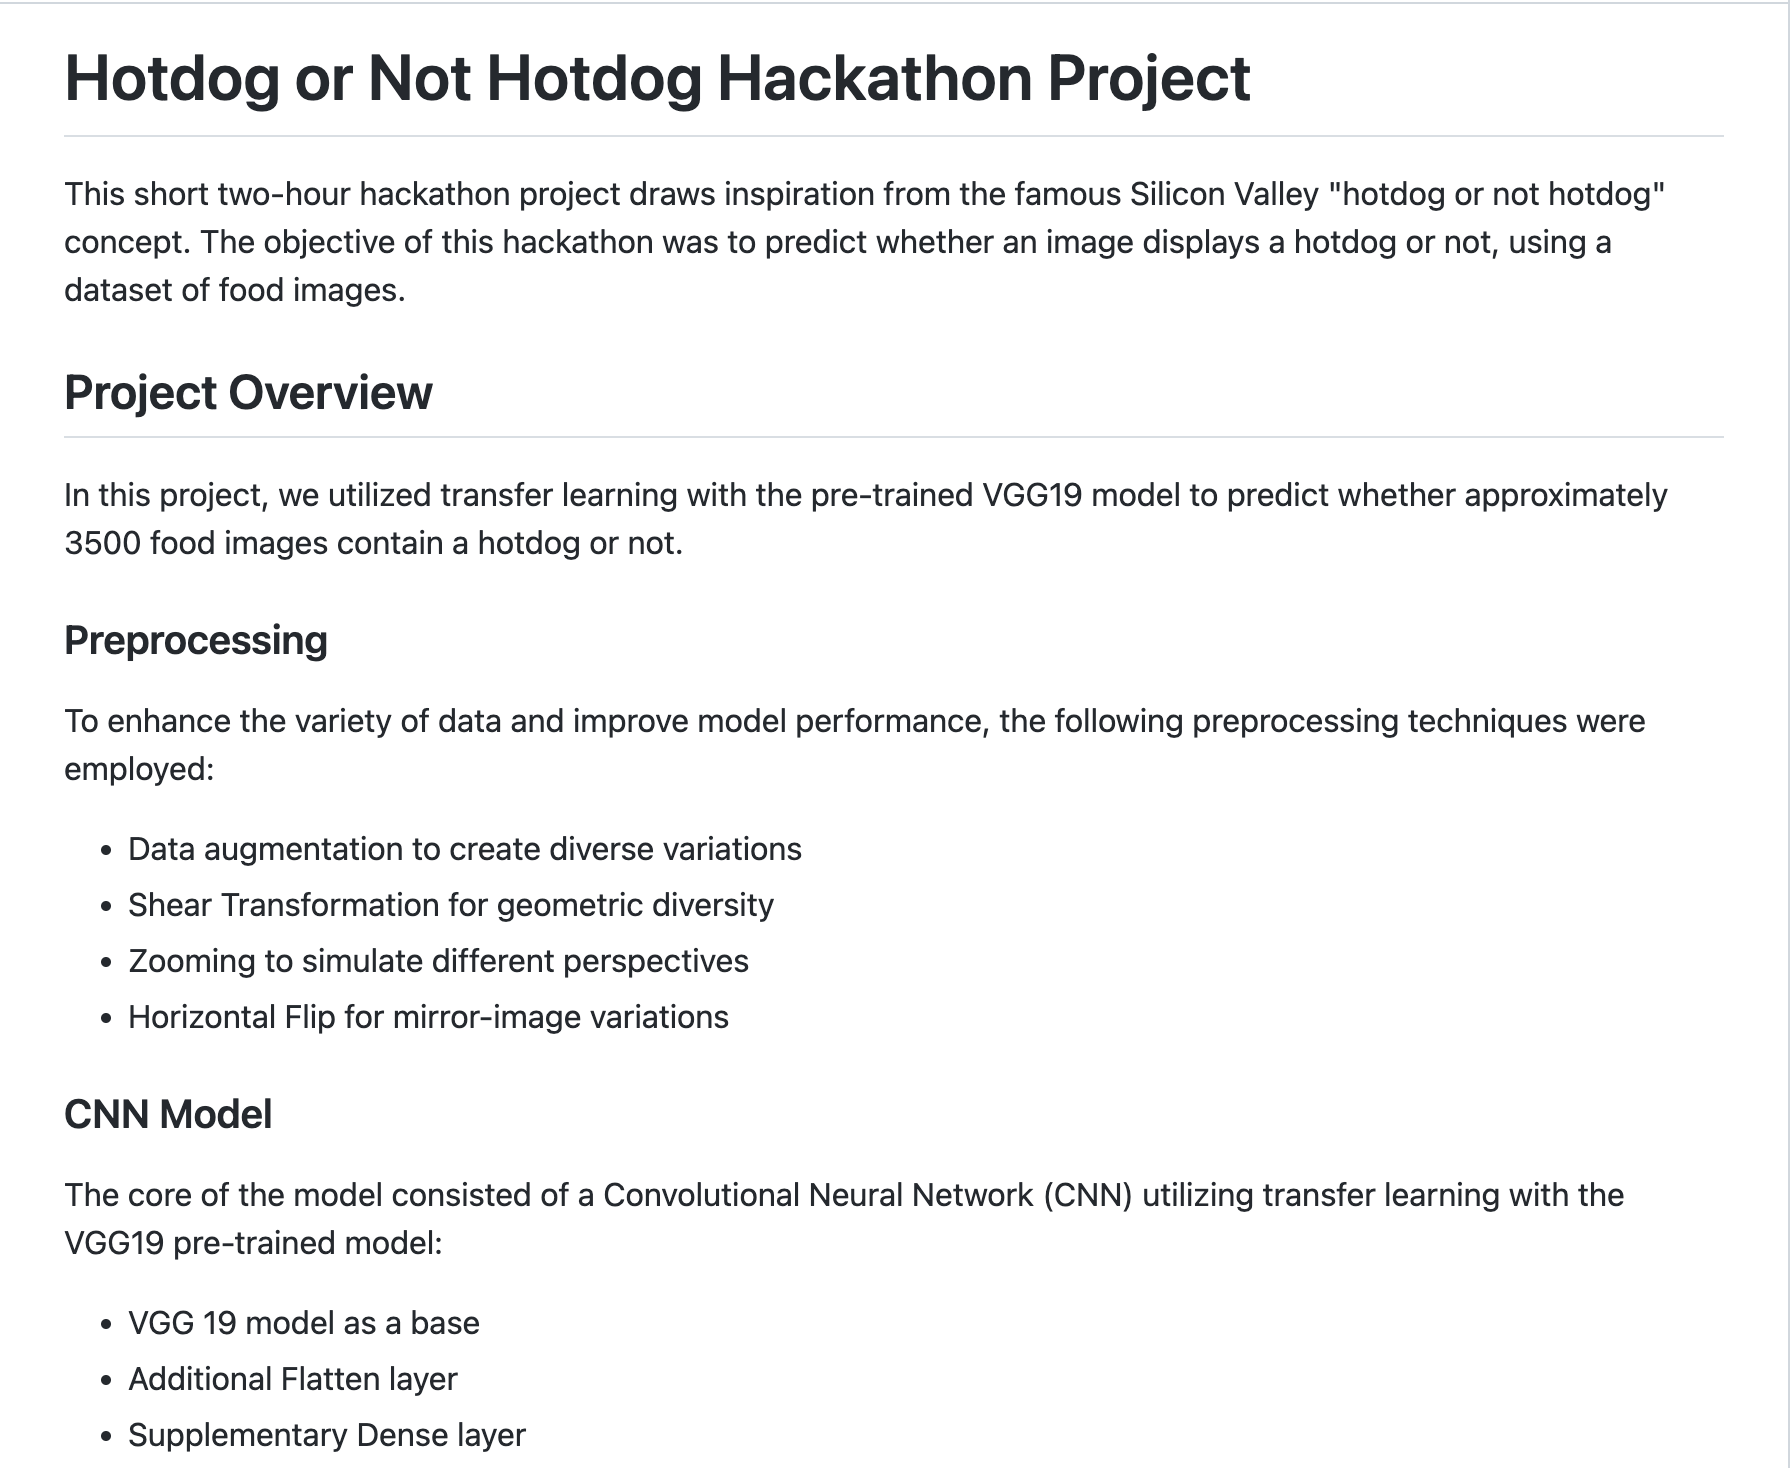 Hotdog or Not Hotdog Hackathon Project
This short two-hour hackathon project draws inspiration from the famous Silicon Valley "hotdog or not hotdog"
concept. The objective of this hackathon was to predict whether an image displays a hotdog or not, using a
dataset of food images.
Project Overview
In this project, we utilized transfer learning with the pre-trained VGG19 model to predict whether approximately
3500 food images contain a hotdog or not.
Preprocessing
To enhance the variety of data and improve model performance, the following preprocessing techniques were
employed:
• Data augmentation to create diverse variations
• Shear Transformation for geometric diversity
• Zooming to simulate different perspectives
• Horizontal Flip for mirror-image variations
CNN Model
The core of the model consisted of a Convolutional Neural Network (CNN) utilizing transfer learning with the
VGG19 pre-trained model:
• VGG 19 model as a base
• Additional Flatten layer
• Supplementary Dense layer